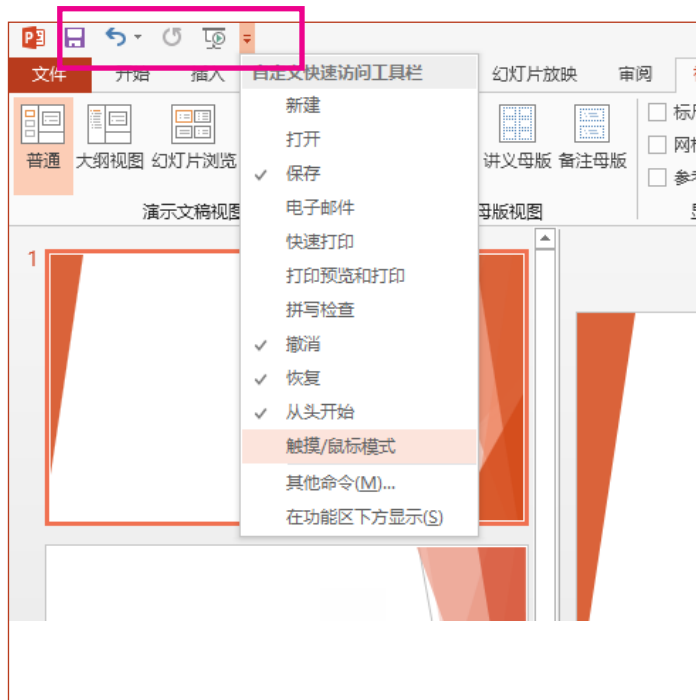 文件 开始 插入 自定义快速访问工具栏 幻灯片放映 审阅
新建
打开
保存
电子邮件
快速打印
打印预览和打印
拼写检查
撤消
恢复
从头开始
触摸/鼠标模式
其他命令(M)...
在功能区下方显示(S)
普通 大纲视图 幻灯片浏览
讲义母版 备注母版
演示文稿视图
母版视图
1